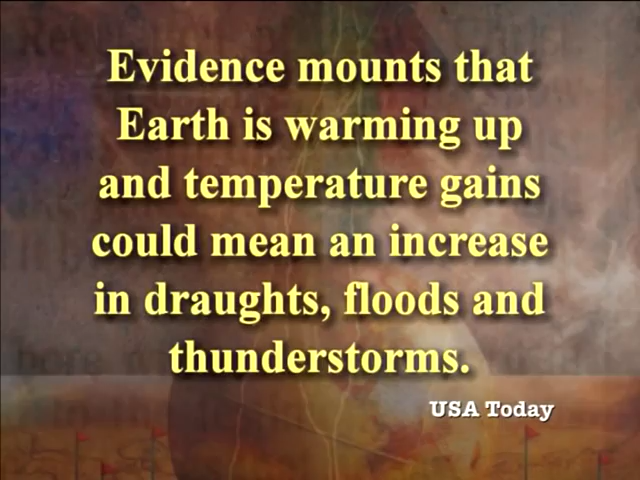 Evidence mounts that
Earth is warming up
and temperature gains
could mean an increase
in draughts, floods and
thunderstorms.
USA Today